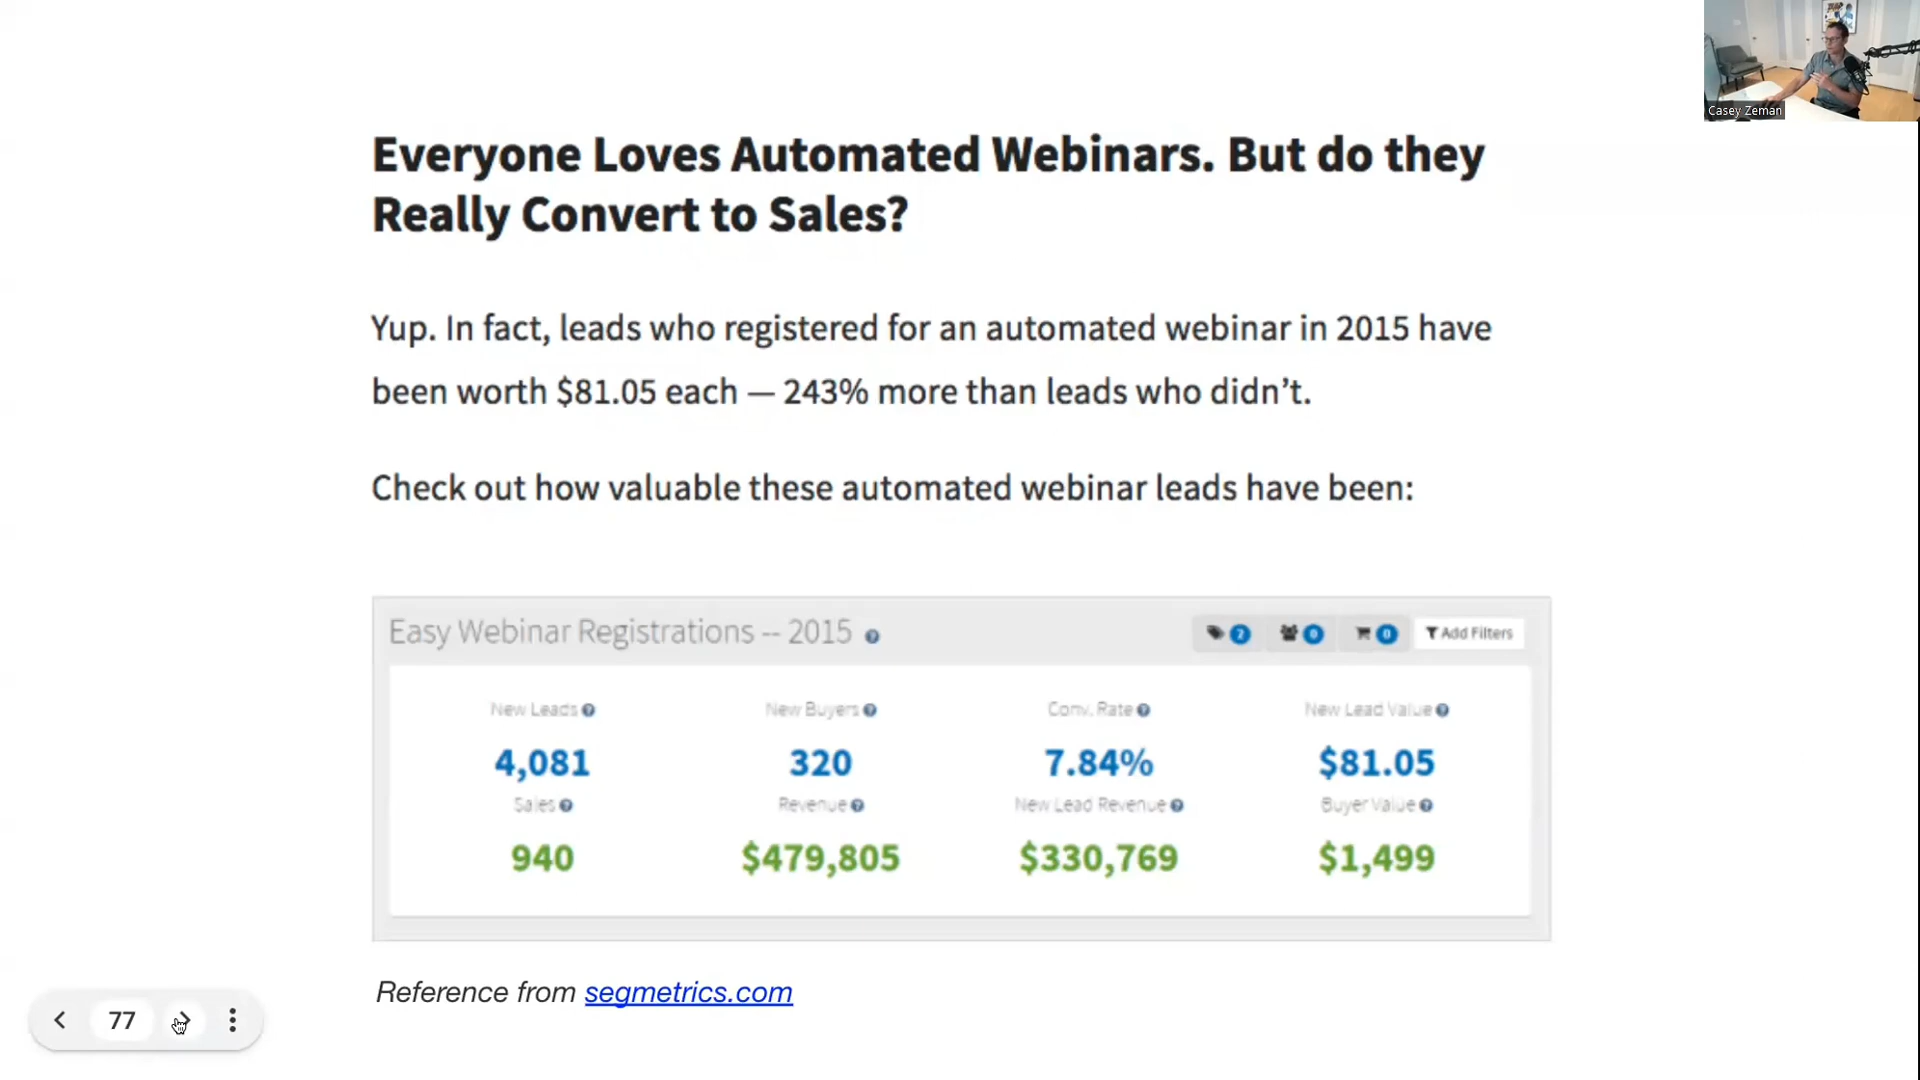 Casey Zeman
Everyone Loves Automated Webinars. But do they
Really Convert to Sales?
Yup. In fact, leads who registered for an automated webinar in 2015 have
been worth $81.05 each — 243% more than leads who didn't.
Check out how valuable these automated webinar leads have been:
Easy Webinar Registrations -- 2015 ?
2 0 0 Add Filters
New Leads ? New Buyers ? Conv. Rate ? New Lead Value ?
4,081 320 7.84% $81.05
Sales ? Revenue ? New Lead Revenue ? Buyer Value ?
940 $479,805 $330,769 $1,499
Reference from segmetrics.com
77